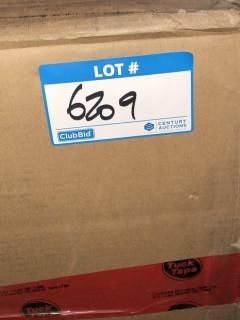 LOT #
6209
ClubBid
CENTURY
AUCTIONS
Tuck
Tape